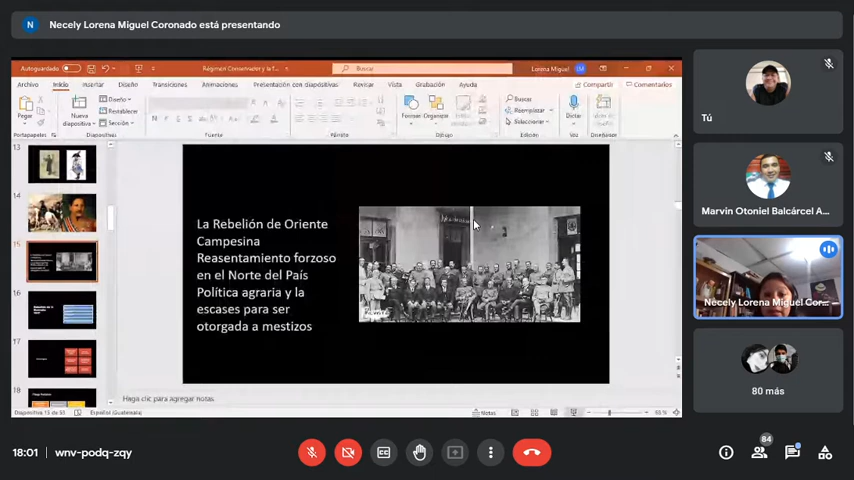 Necely Lorena Miguel Coronado está presentando
Autoguardado
Régimen Conservador y la f...
Buscar
Lorena Miguel
Archivo Inicio Insertar Diseño Transiciones Animaciones Presentación con diapositivas Revisar Vista Grabación Ayuda
Compartir Comentarios
Pegar
Nueva diapositiva
Diseño
Restablecer
Sección
Formas Organizar
Buscar
Reemplazar
Seleccionar
Dictar
Portapapeles Diapositivas Fuente Párrafo Dibujo Edición Voz
13
14
15
16
17
18
La Rebelión de Oriente
Campesina
Reasentamiento forzoso
en el Norte del País
Política agraria y la
escases para ser
otorgada a mestizos
Haga clic para agregar notas
Español (Guatemala)
Notas
Tú
Marvin Otoniel Balcárcel A...
Necely Lorena Miguel Cor...
80 más
18:01 wnv-podq-zqy
84